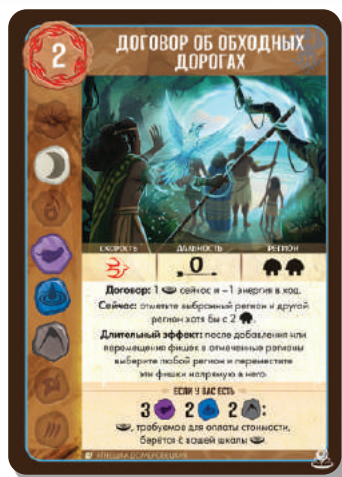 2
ДОГОВОР ОБ ОБХОДНЫХ
ДОРОГАХ
СКОРОСТЬ ДАЛЬНОСТЬ РЕГИОН
0
Договор: 1 сейчас и −1 энергия в ход.
Сейчас: отметьте выбранный регион и другой
регион хотя бы с 2 .
Длительный эффект: после добавления или
перемещения фишек в отмеченные регионы
выберите любой регион и переместите
эти фишки напрямую в него.
ЕСЛИ У ВАС ЕСТЬ
3 2 2 :
, требуемое для оплаты стоимости,
берётся с вашей шкалы .